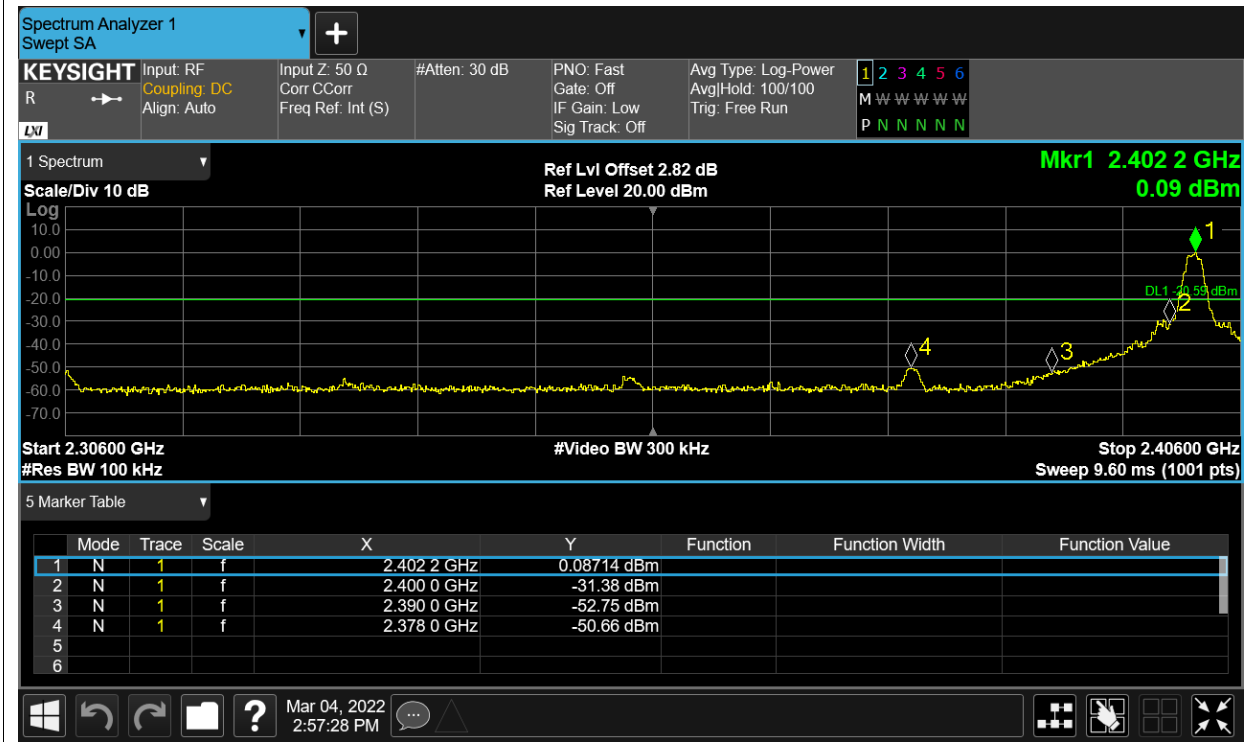 Spectrum Analyzer 1
Swept SA
+
KEYSIGHT Input: RF Input Z: 50 Ω #Atten: 30 dB PNO: Fast Avg Type: Log-Power 1 2 3 4 5 6
R Coupling: DC Corr CCorr Gate: Off Avg|Hold: 100/100 M W W W W W
Align: Auto Freq Ref: Int (S) IF Gain: Low Trig: Free Run
LXI Sig Track: Off P N N N N N
1 Spectrum Ref Lvl Offset 2.82 dB Mkr1 2.402 2 GHz
Scale/Div 10 dB Ref Level 20.00 dBm 0.09 dBm
Log
10.0 1
0.00
-10.0
-20.0 DL1 -20.59 dBm
2
-30.0
-40.0 4 3
-50.0
-60.0
-70.0
Start 2.30600 GHz #Video BW 300 kHz Stop 2.40600 GHz
#Res BW 100 kHz Sweep 9.60 ms (1001 pts)
5 Marker Table
Mode Trace Scale X Y Function Function Width Function Value
1 N 1 f 2.402 2 GHz 0.08714 dBm
2 N 1 f 2.400 0 GHz -31.38 dBm
3 N 1 f 2.390 0 GHz -52.75 dBm
4 N 1 f 2.378 0 GHz -50.66 dBm
5
6
? Mar 04, 2022
2:57:28 PM